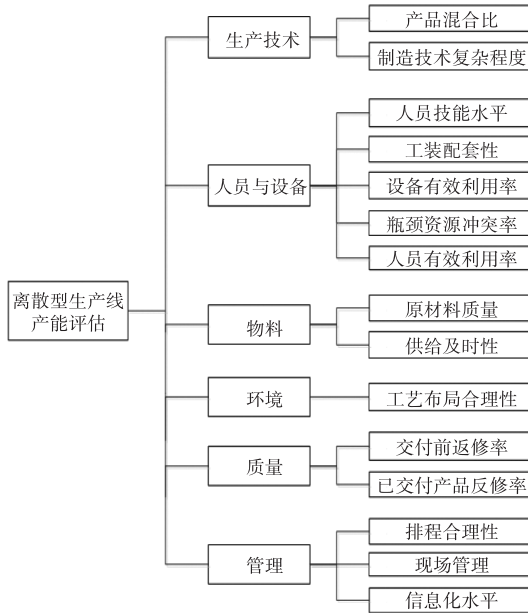 生产技术
产品混合比
制造技术复杂程度
人员与设备
人员技能水平
工装配套性
设备有效利用率
瓶颈资源冲突率
人员有效利用率
离散型生产线
产能评估
物料
原材料质量
供给及时性
环境
工艺布局合理性
质量
交付前返修率
已交付产品反修率
管理
排程合理性
现场管理
信息化水平